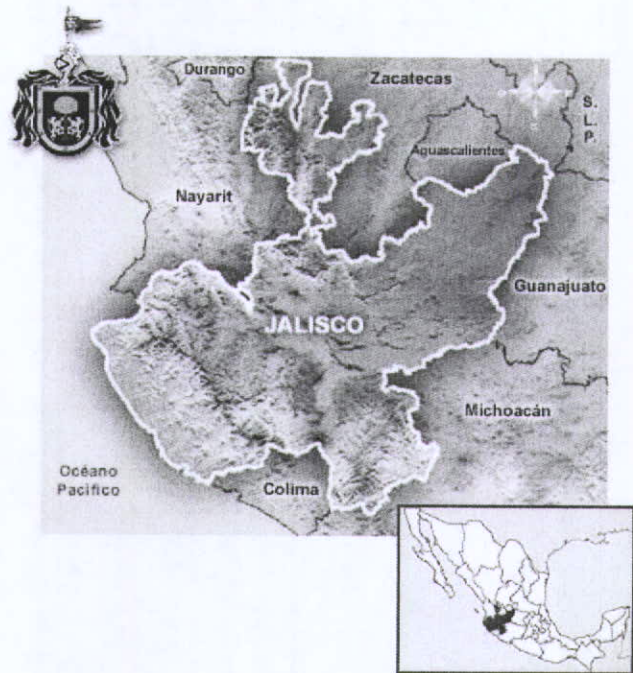 Durango
Zacatecas
S.
L.
P.
Aguascalientes
Nayarit
Guanajuato
JALISCO
Michoacán
Océano
Pacífico
Colima